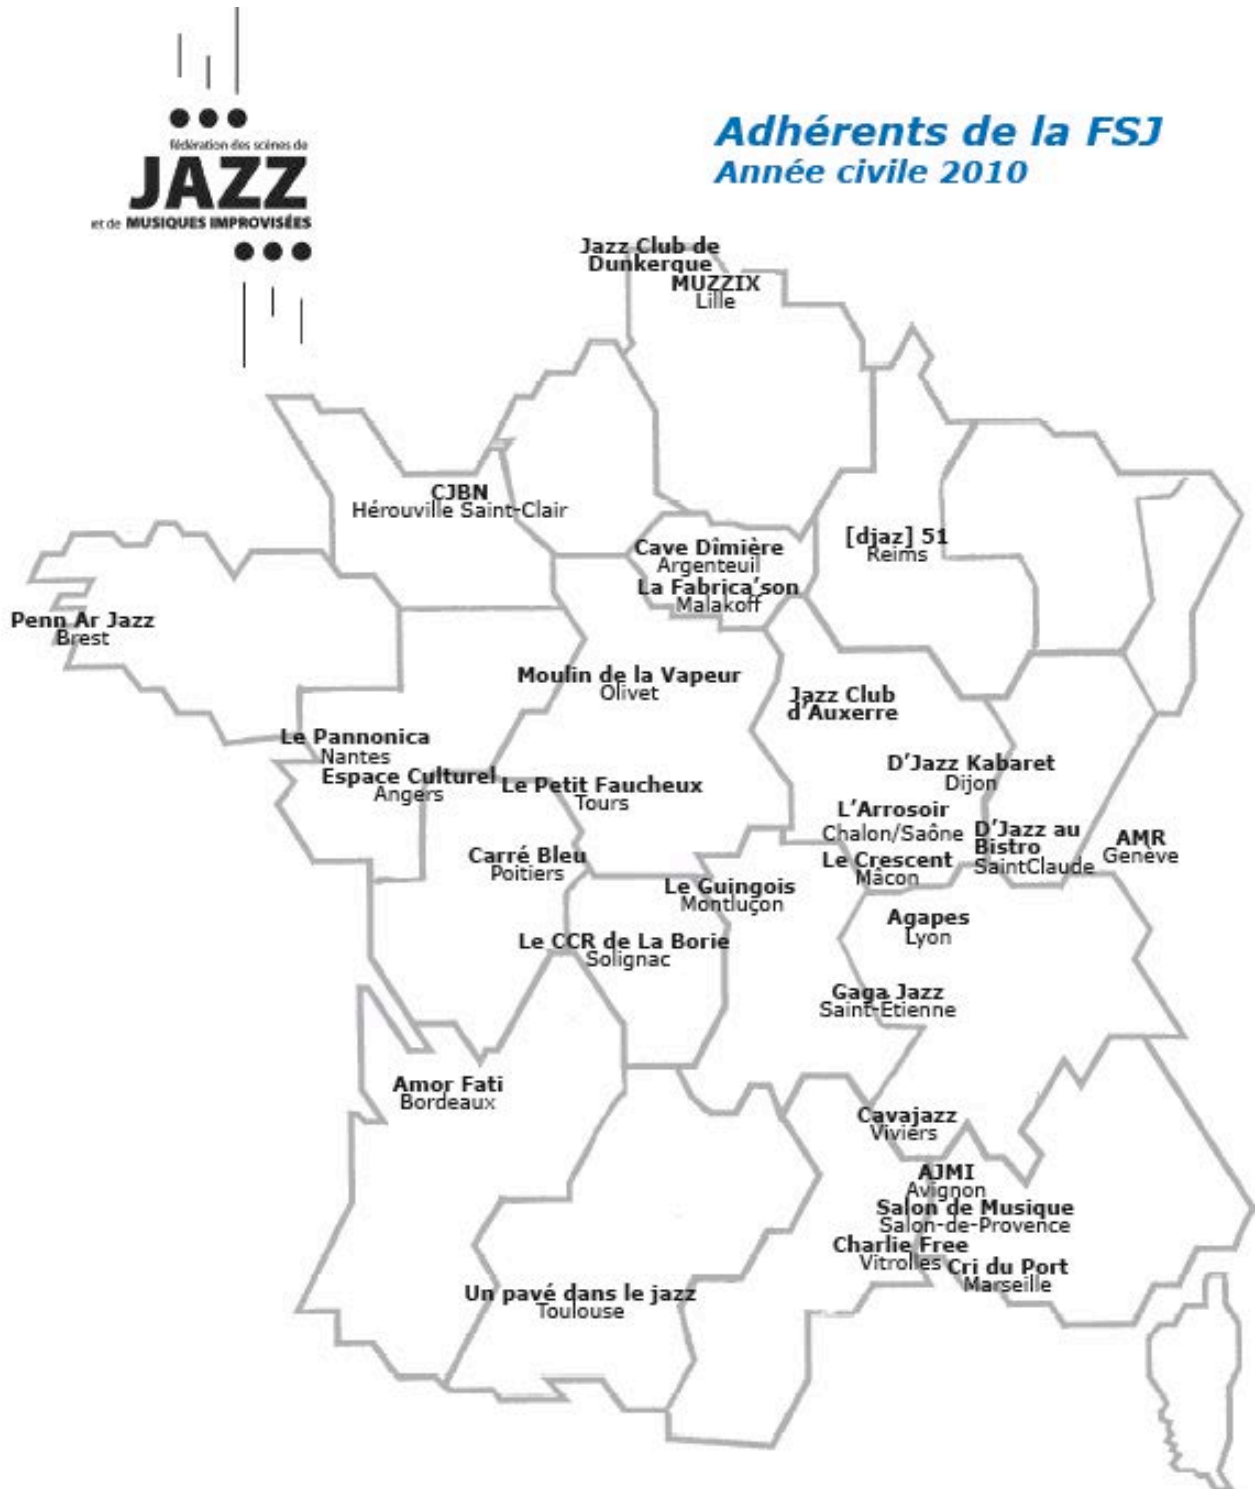 fédération des scènes de
JAZZ
et de MUSIQUES IMPROVISÉES
Adhérents de la FSJ
Année civile 2010
Jazz Club de
Dunkerque
MUZZIX
Lille
CJBN
Hérouville Saint-Clair
Cave Dîmière
Argenteuil
La Fabrica'son
Malakoff
[djaz] 51
Reims
Penn Ar Jazz
Brest
Moulin de la Vapeur
Olivet
Jazz Club
d'Auxerre
Le Pannonica
Nantes
Espace Culturel
Angers
Le Petit Faucheux
Tours
D'Jazz Kabaret
Dijon
L'Arrosoir
Chalon/Saône
D'Jazz au
Bistro
SaintClaude
AMR
Genève
Carré Bleu
Poitiers
Le Crescent
Mâcon
Le Guingois
Montluçon
Agapes
Lyon
Le CCR de La Borie
Solignac
Gaga Jazz
Saint-Etienne
Amor Fati
Bordeaux
Cavajazz
Viviers
AJMI
Avignon
Salon de Musique
Salon-de-Provence
Charlie Free
Vitrolles
Cri du Port
Marseille
Un pavé dans le jazz
Toulouse